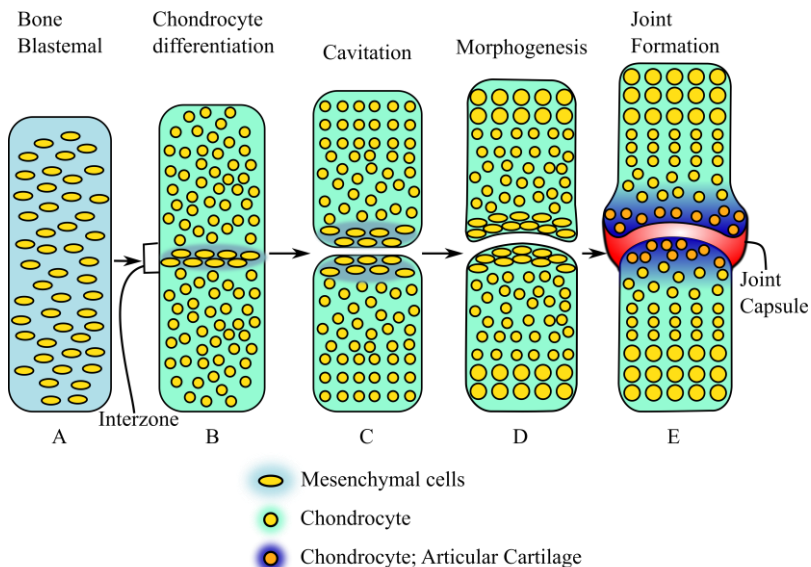 Bone
Blastemal
Chondrocyte
differentiation
Cavitation
Morphogenesis
Joint
Formation
Joint
Capsule
Interzone
A
B
C
D
E
Mesenchymal cells
Chondrocyte
Chondrocyte; Articular Cartilage